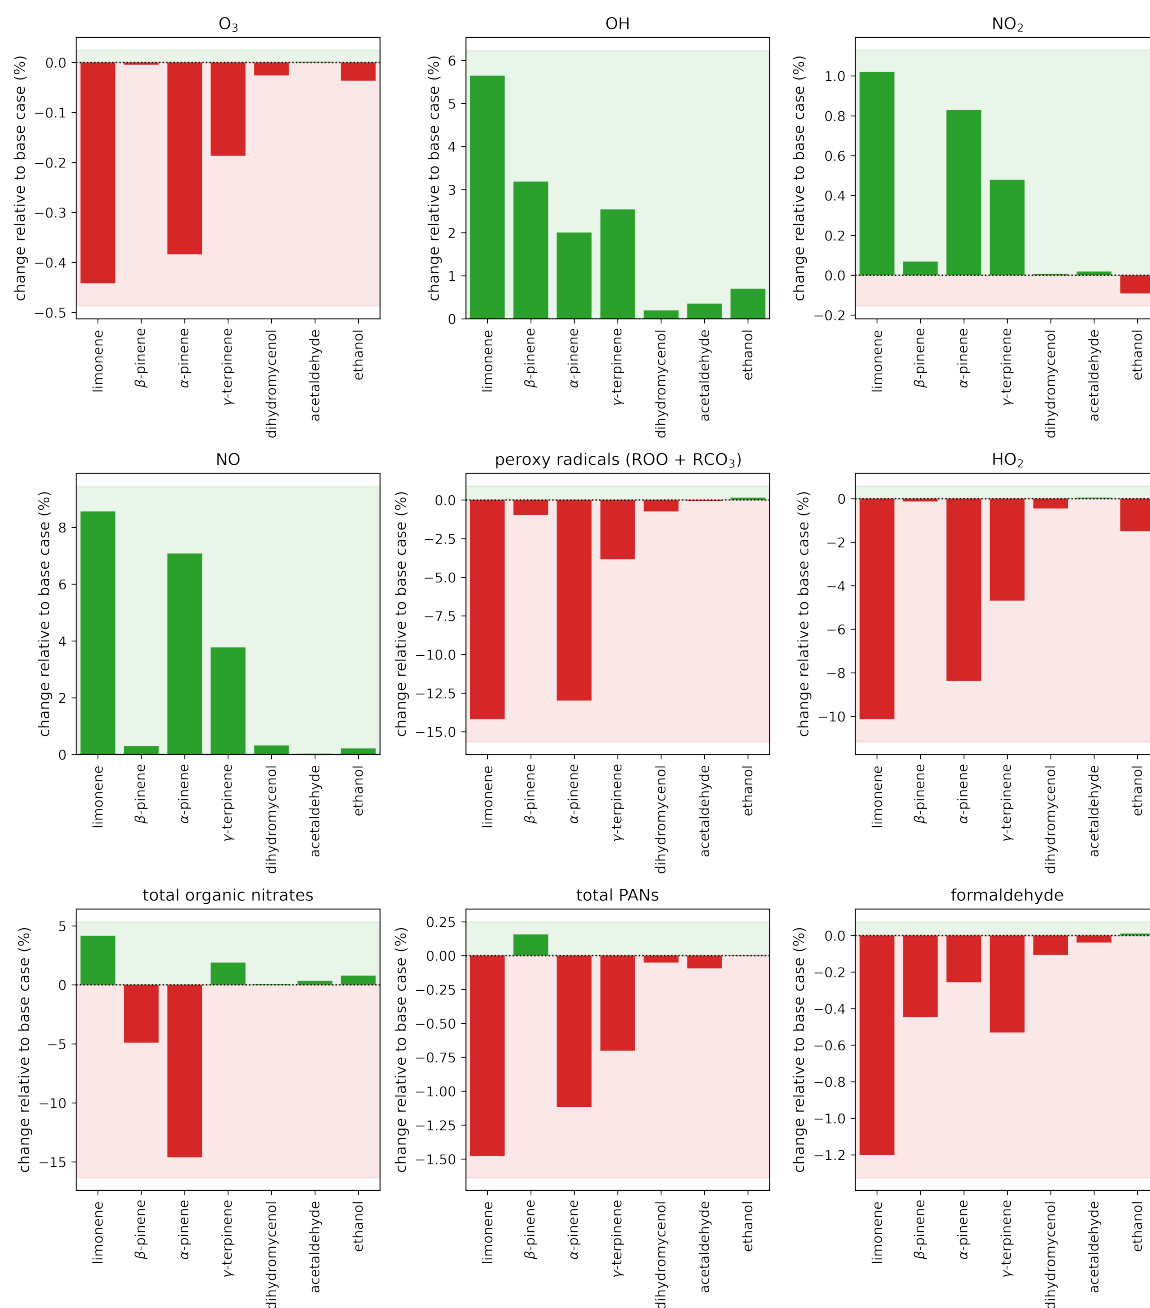 O₃
OH
NO₂
change relative to base case (%)
0.0
−0.1
−0.2
−0.3
−0.4
−0.5
limonene
β-pinene
α-pinene
γ-terpinene
dihydromycenol
acetaldehyde
ethanol
change relative to base case (%)
6
5
4
3
2
1
0
limonene
β-pinene
α-pinene
γ-terpinene
dihydromycenol
acetaldehyde
ethanol
change relative to base case (%)
1.0
0.8
0.6
0.4
0.2
0.0
−0.2
limonene
β-pinene
α-pinene
γ-terpinene
dihydromycenol
acetaldehyde
ethanol
NO
peroxy radicals (ROO + RCO₃)
HO₂
change relative to base case (%)
8
6
4
2
0
limonene
β-pinene
α-pinene
γ-terpinene
dihydromycenol
acetaldehyde
ethanol
change relative to base case (%)
0.0
−2.5
−5.0
−7.5
−10.0
−12.5
−15.0
limonene
β-pinene
α-pinene
γ-terpinene
dihydromycenol
acetaldehyde
ethanol
change relative to base case (%)
0
−2
−4
−6
−8
−10
limonene
β-pinene
α-pinene
γ-terpinene
dihydromycenol
acetaldehyde
ethanol
total organic nitrates
total PANs
formaldehyde
change relative to base case (%)
5
0
−5
−10
−15
limonene
β-pinene
α-pinene
γ-terpinene
dihydromycenol
acetaldehyde
ethanol
change relative to base case (%)
0.25
0.00
−0.25
−0.50
−0.75
−1.00
−1.25
−1.50
limonene
β-pinene
α-pinene
γ-terpinene
dihydromycenol
acetaldehyde
ethanol
change relative to base case (%)
0.0
−0.2
−0.4
−0.6
−0.8
−1.0
−1.2
limonene
β-pinene
α-pinene
γ-terpinene
dihydromycenol
acetaldehyde
ethanol